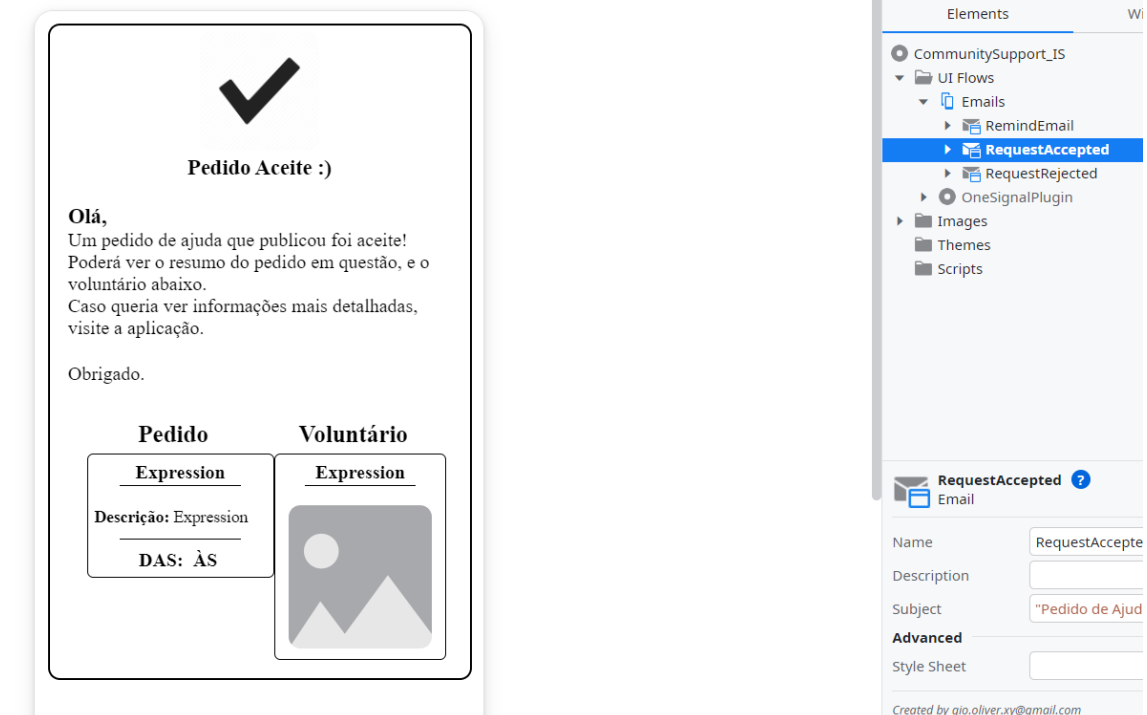 Pedido Aceite :)
Olá,
Um pedido de ajuda que publicou foi aceite!
Poderá ver o resumo do pedido em questão, e o
voluntário abaixo.
Caso queria ver informações mais detalhadas,
visite a aplicação.
Obrigado.
Pedido
Voluntário
Expression
Expression
Descrição: Expression
DAS: ÀS
Elements
Wi
CommunitySupport_IS
UI Flows
Emails
RemindEmail
RequestAccepted
RequestRejected
OneSignalPlugin
Images
Themes
Scripts
RequestAccepted ?
Email
Name RequestAccepte
Description
Subject "Pedido de Ajud
Advanced
Style Sheet
Created by gio.oliver.xy@gmail.com